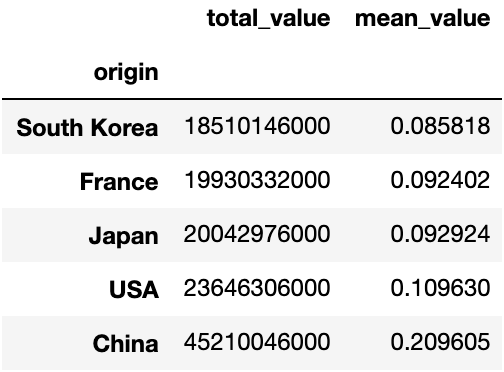 total_value mean_value
origin
South Korea 18510146000 0.085818
France 19930332000 0.092402
Japan 20042976000 0.092924
USA 23646306000 0.109630
China 45210046000 0.209605